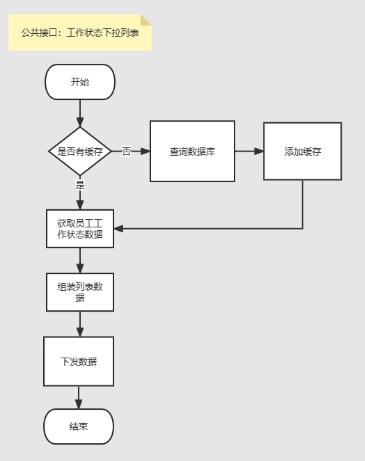 公共接口：工作状态下拉列表
开始
是否有缓存
否
查询数据库
添加缓存
是
获取员工工
作状态数据
组装列表数
据
下发数据
结束